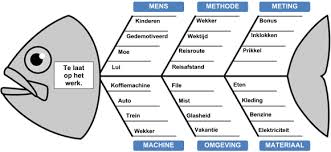 MENS
METHODE
METING
Kinderen
Wekker
Bonus
Gedemotiveerd
Wektijd
Inklokken
Moe
Reisroute
Prikkel
Lui
Reisafstand
Te laat
op het
werk.
Koffiemachine
File
Eten
Auto
Mist
Kleding
Trein
Gladheid
Benzine
Wekker
Vakantie
Elektriciteit
MACHINE
OMGEVING
MATERIAAL